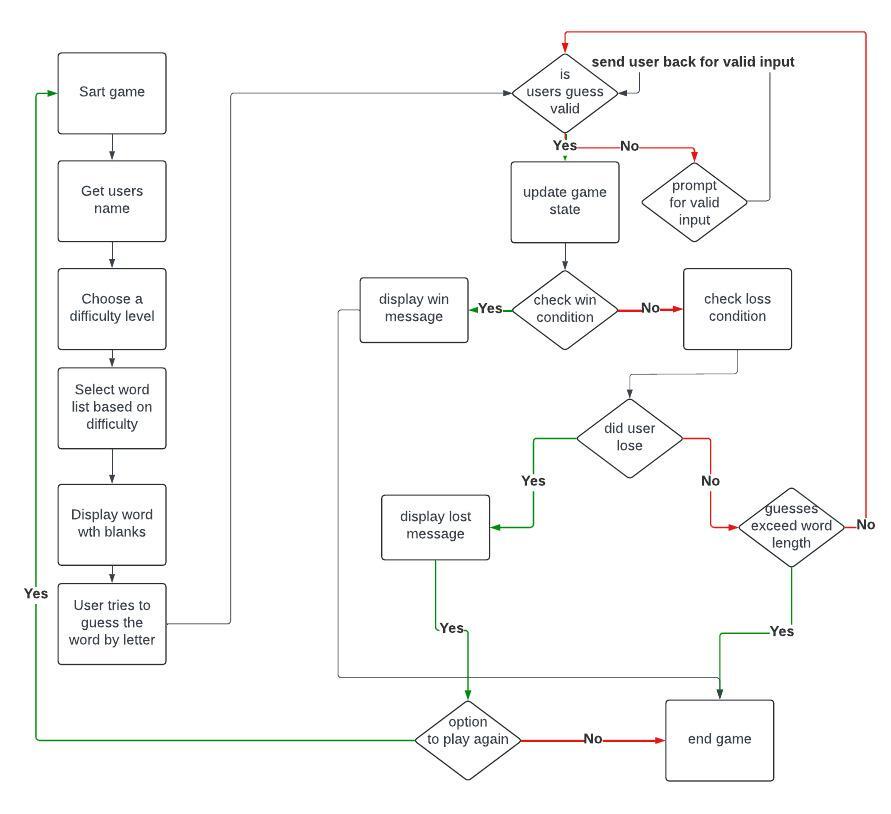 Sart game
Get users
name
Choose a
difficulty level
Select word
list based on
difficulty
Display word
wth blanks
User tries to
guess the
word by letter
Yes
is
users guess
valid
send user back for valid input
Yes
No
update game
state
prompt
for valid
input
display win
message
Yes
check win
condition
No
check loss
condition
did user
lose
Yes
No
display lost
message
guesses
exceed word
length
No
Yes
Yes
option
to play again
No
end game